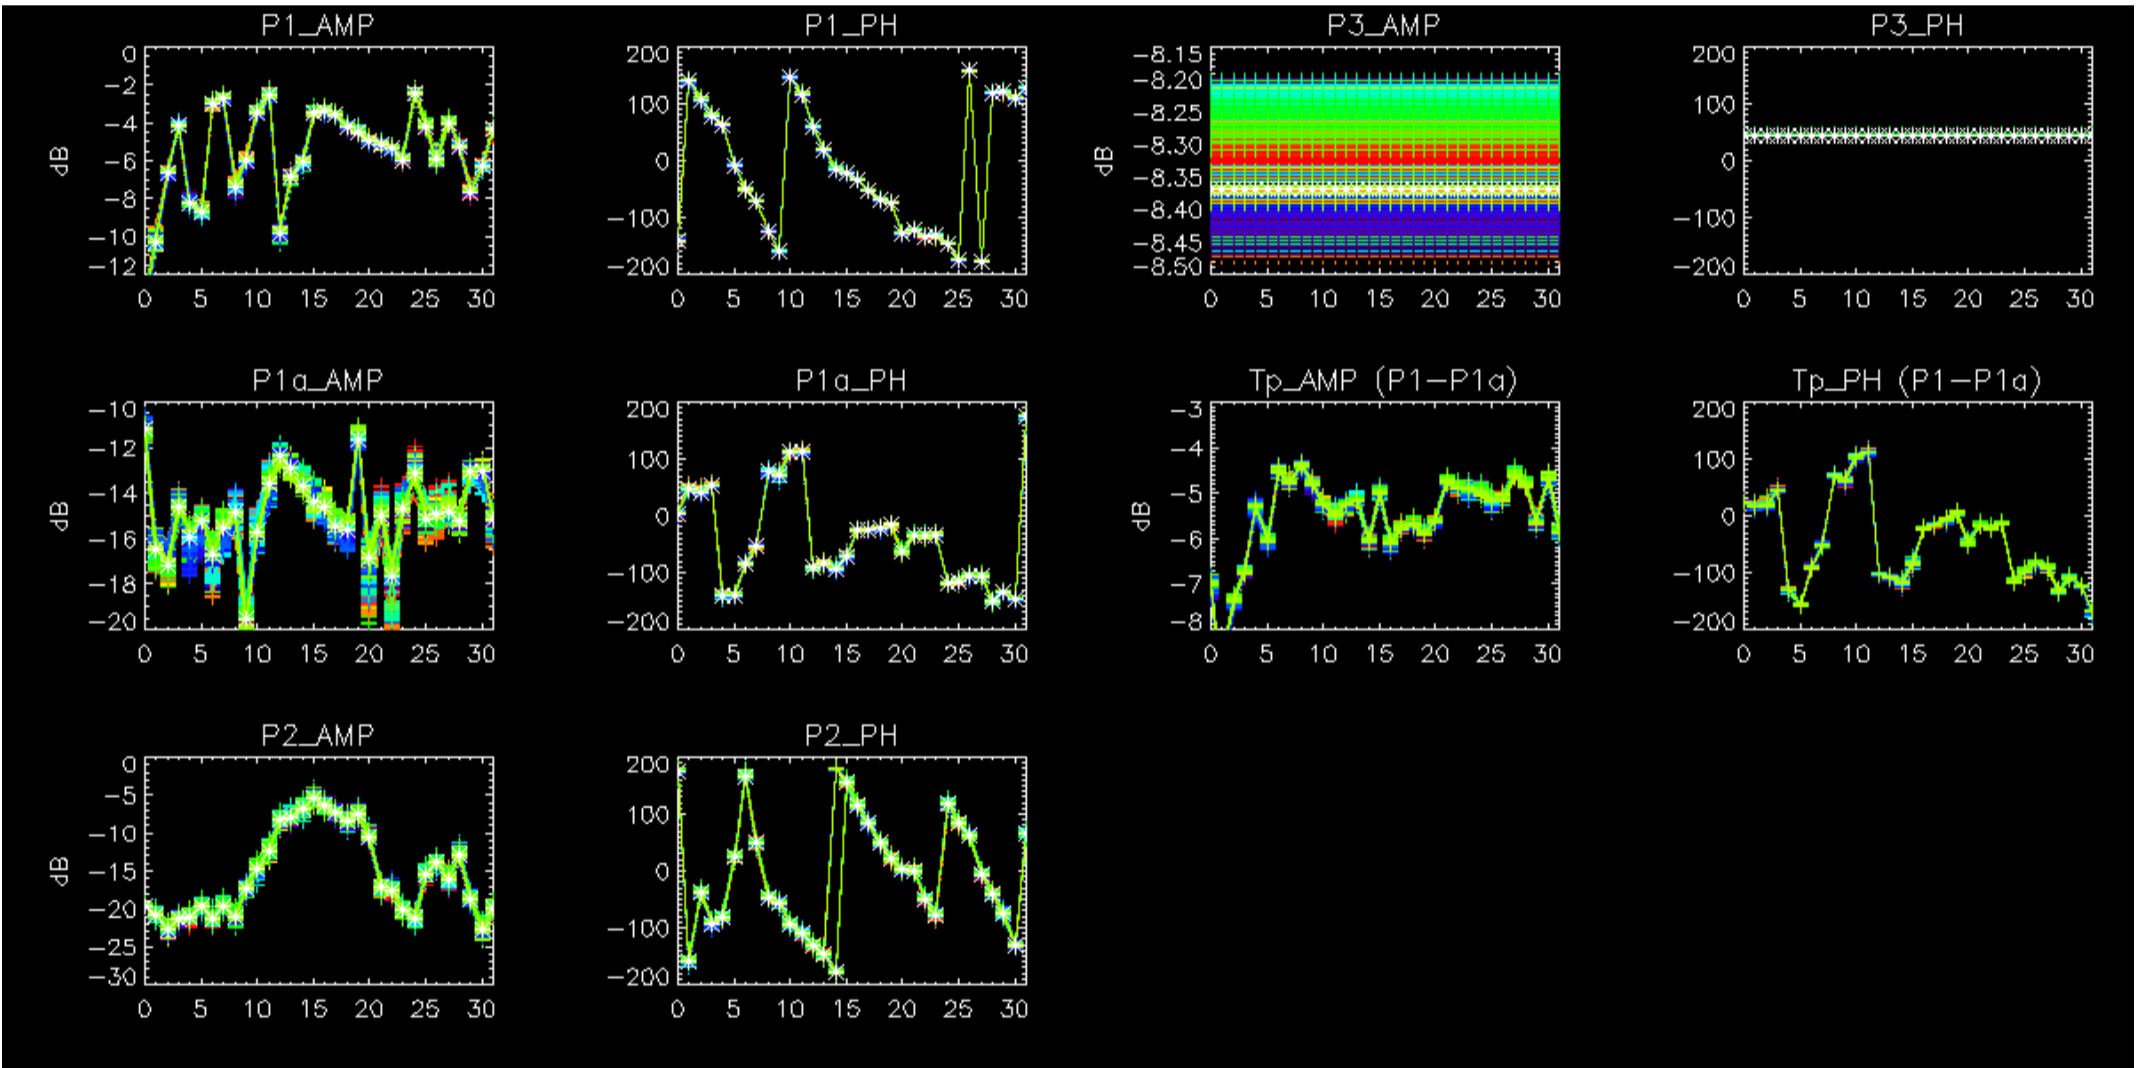 P1_AMP
P1_PH
P3_AMP
P3_PH
0
-2
-4
-6
-8
-10
-12
dB
0 5 10 15 20 25 30
200
100
0
-100
-200
0 5 10 15 20 25 30
-8.15
-8.20
-8.25
-8.30
-8.35
-8.40
-8.45
-8.50
dB
0 5 10 15 20 25 30
200
100
0
-100
-200
0 5 10 15 20 25 30
P1a_AMP
P1a_PH
Tp_AMP (P1-P1a)
Tp_PH (P1-P1a)
-10
-12
-14
-16
-18
-20
dB
0 5 10 15 20 25 30
200
100
0
-100
-200
0 5 10 15 20 25 30
-3
-4
-5
-6
-7
-8
dB
0 5 10 15 20 25 30
200
100
0
-100
-200
0 5 10 15 20 25 30
P2_AMP
P2_PH
0
-5
-10
-15
-20
-25
-30
dB
0 5 10 15 20 25 30
200
100
0
-100
-200
0 5 10 15 20 25 30